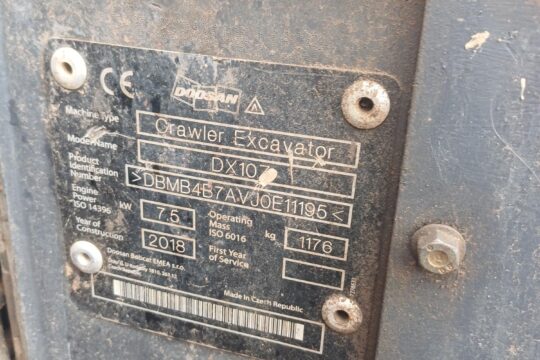 CE DOOSAN
Machine Type Crawler Excavator
Model Name DX10Z
Product Identification Number >DBMB4B7AVJ0E11195<
Engine Power ISO 14396 kW 7.5 Operating Mass ISO 6016 kg 1176
Year of Construction 2018 First Year of Service
Doosan Bobcat EMEA s.r.o.
Made in Czech Republic